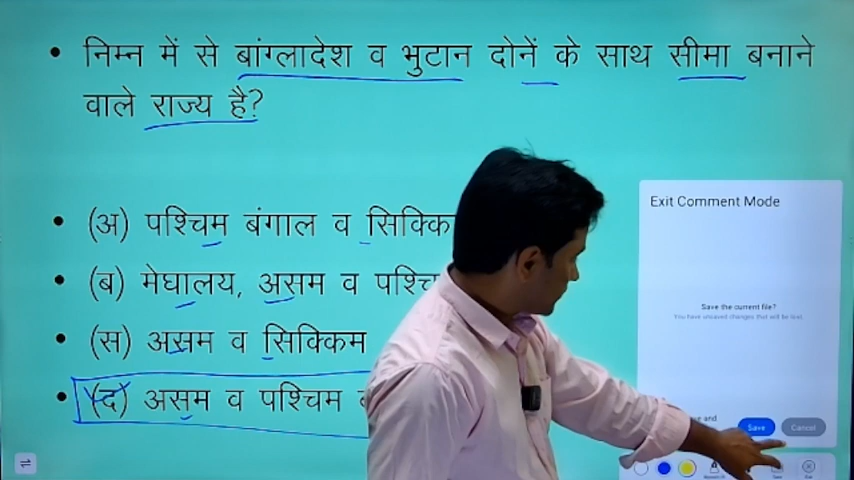 • निम्न में से बांग्लादेश व भुटान दोनें के साथ सीमा बनाने
वाले राज्य है?
• (अ) पश्चिम बंगाल व सिक्कि
• (ब) मेघालय, असम व पश्चि
• (स) असम व सिक्किम
• (द) असम व पश्चिम
Exit Comment Mode
Save the current file?
You have unsaved changes that will be lost.
and
Save Cancel